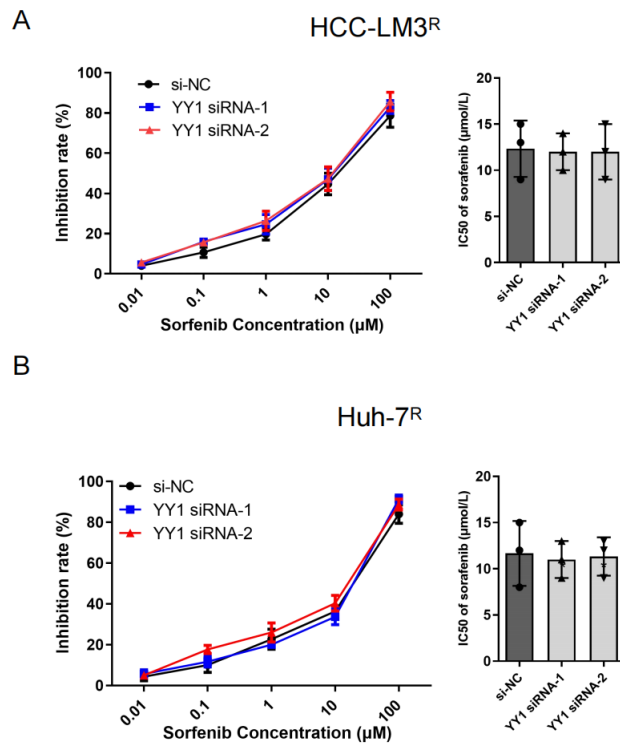 A
HCC-LM3ᴿ
si-NC
YY1 siRNA-1
YY1 siRNA-2
Inhibition rate (%)
100
80
60
40
20
0
0.01
0.1
1
10
100
Sorfenib Concentration (μM)
IC50 of sorafenib (μmol/L)
20
15
10
5
0
si-NC
YY1 siRNA-1
YY1 siRNA-2
B
Huh-7ᴿ
si-NC
YY1 siRNA-1
YY1 siRNA-2
Inhibition rate (%)
100
80
60
40
20
0
0.01
0.1
1
10
100
Sorfenib Concentration (μM)
IC50 of sorafenib (μmol/L)
20
15
10
5
0
si-NC
YY1 siRNA-1
YY1 siRNA-2